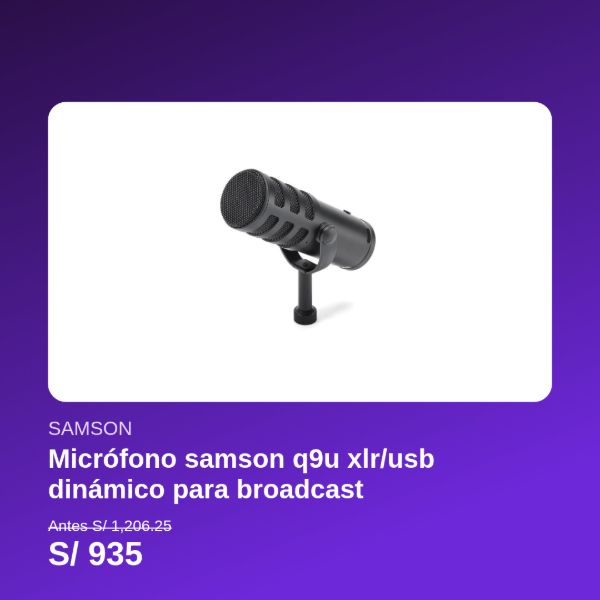 SAMSON
Micrófono samson q9u xlr/usb
dinámico para broadcast
Antes S/ 1,206.25
S/ 935